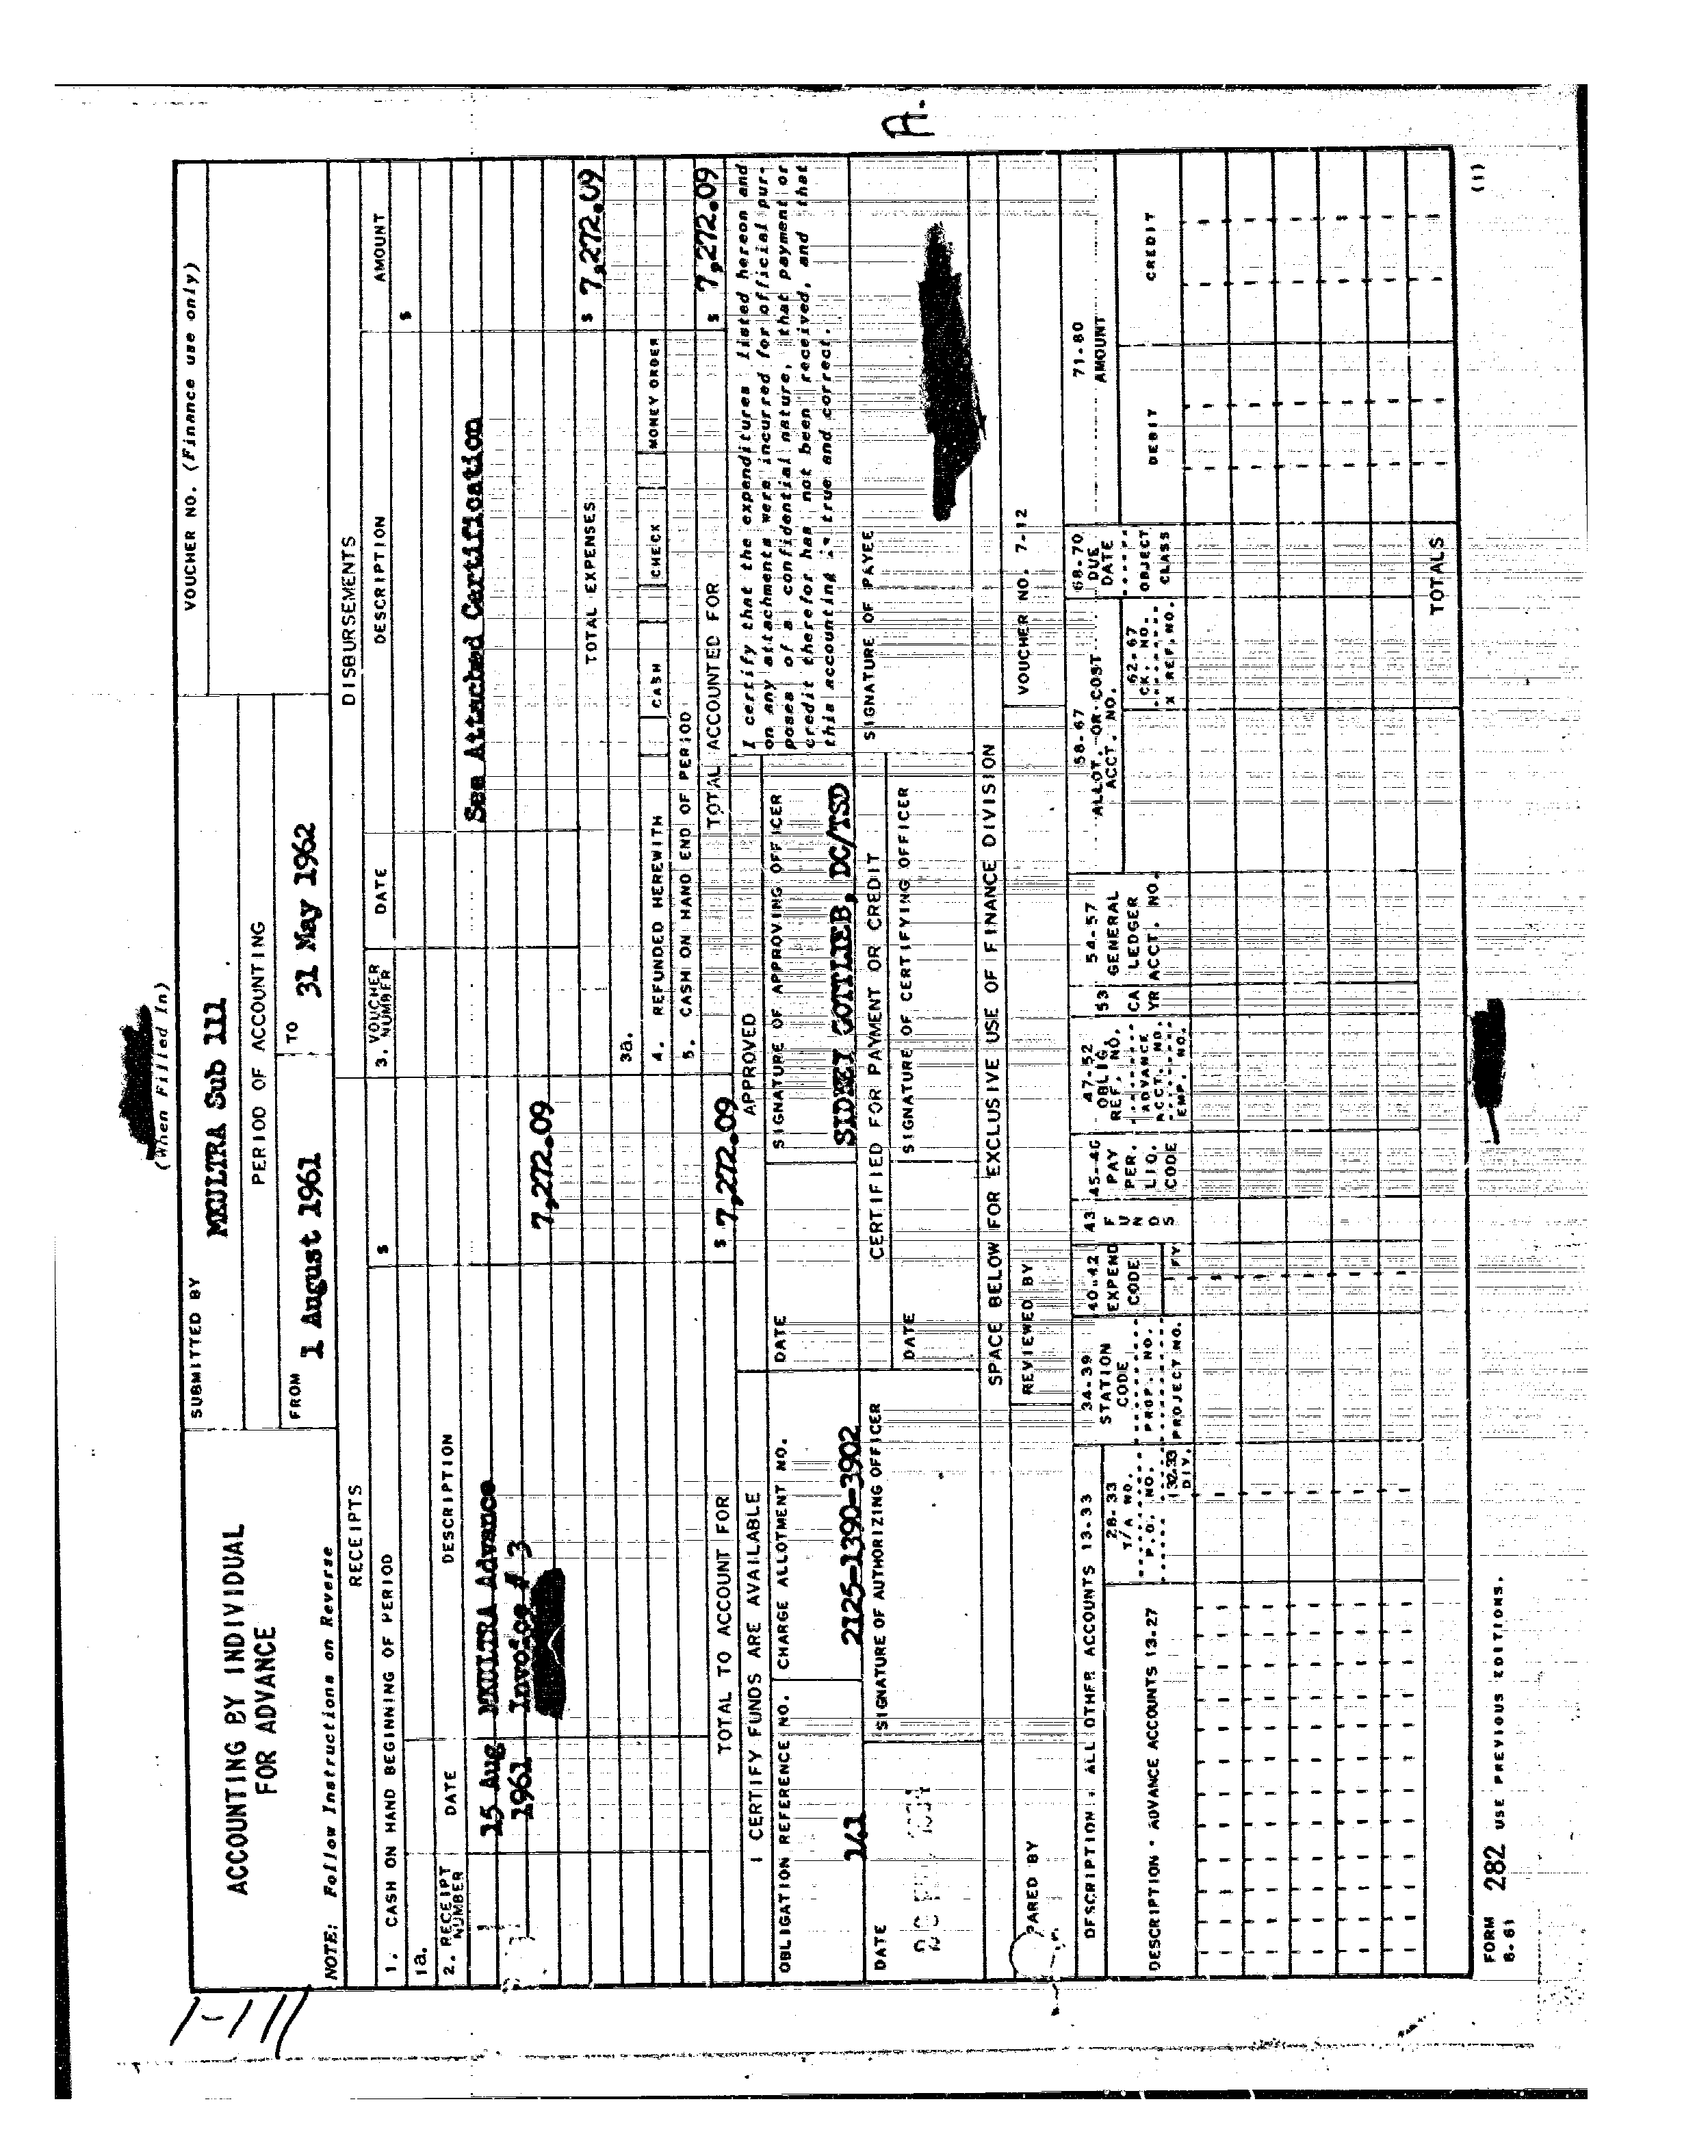 1-111
(When Filled In)
ACCOUNTING BY INDIVIDUAL
FOR ADVANCE
SUBMITTED BY
MKULTRA Sub 111
VOUCHER NO. (Finance use only)
PERIOD OF ACCOUNTING
FROM
1 August 1961
TO
31 May 1962
NOTE: Follow Instructions on Reverse
RECEIPTS
DISBURSEMENTS
1. CASH ON HAND BEGINNING OF PERIOD
$
3. VOUCHER NUMBER
DATE
DESCRIPTION
AMOUNT
1a.
$
2. RECEIPT NUMBER
DATE
DESCRIPTION
15 Aug MKULTRA Advance
See Attached Certification
1961 Invoice # 3
7,272.09
TOTAL EXPENSES
$ 7,272.09
3a.
4. REFUNDED HEREWITH
CASH
CHECK
MONEY ORDER
5. CASH ON HAND END OF PERIOD
TOTAL TO ACCOUNT FOR
$ 7,272.09
TOTAL ACCOUNTED FOR
$ 7,272.09
I CERTIFY FUNDS ARE AVAILABLE
APPROVED
I certify that the expenditures listed hereon and
on any attachments were incurred for official pur-
poses of a confidential nature, that payment or
credit therefor has not been received, and that
this accounting is true and correct.
OBLIGATION REFERENCE NO.
141
CHARGE ALLOTMENT NO.
2125-1390-3902
DATE
SIGNATURE OF APPROVING OFFICER
SIDNEY GOTTLIEB, DC/TSD
DATE
SIGNATURE OF AUTHORIZING OFFICER
CERTIFIED FOR PAYMENT OR CREDIT
SIGNATURE OF PAYEE
DATE
SIGNATURE OF CERTIFYING OFFICER
A.
SPACE BELOW FOR EXCLUSIVE USE OF FINANCE DIVISION
PARED BY
REVIEWED BY
VOUCHER NO. 7-12
DESCRIPTION - ALL OTHER ACCOUNTS 13-33
34-39
STATION
CODE
PROP. NO.
PROJECT NO.
40-42
EXPEND
CODE
FY
43
FUNDS
45-46
PAY
PER.
LIQ.
CODE
47-52
OBLIG.
REF. NO.
ADVANCE
ACCT. NO.
EMP. NO.
53
CA
YR
54-57
GENERAL
LEDGER
ACCT. NO.
58-67
ALLOT. OR COST
ACCT. NO.
62-67
CK. NO.
X REF. NO.
68-70
DUE
DATE
OBJECT
CLASS
71-80
AMOUNT
DEBIT
CREDIT
DESCRIPTION - ADVANCE ACCOUNTS 13-27
28-33
T/A NO.
P.O. NO.
32-33
DIV.
TOTALS
FORM
8-61
282 USE PREVIOUS EDITIONS.
(1)